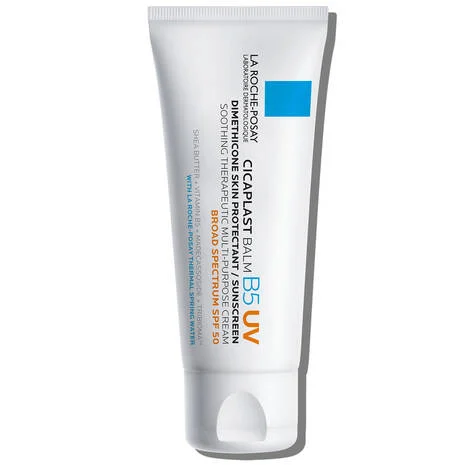 LA ROCHE-POSAY
LABORATOIRE DERMATOLOGIQUE
CICAPLAST BALM B5 UV
DIMETHICONE SKIN PROTECTANT/SUNSCREEN
SOOTHING THERAPEUTIC MULTI-PURPOSE CREAM
BROAD SPECTRUM SPF 50
SHEA BUTTER + VITAMIN B5 + MADECASSOSIDE + TRIBIOMA™
WITH LA ROCHE-POSAY THERMAL SPRING WATER